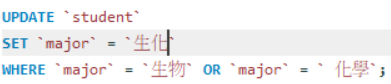 UPDATE `student`
SET `major` = `生化
WHERE `major` = `生物` OR `major` = ` 化學`;